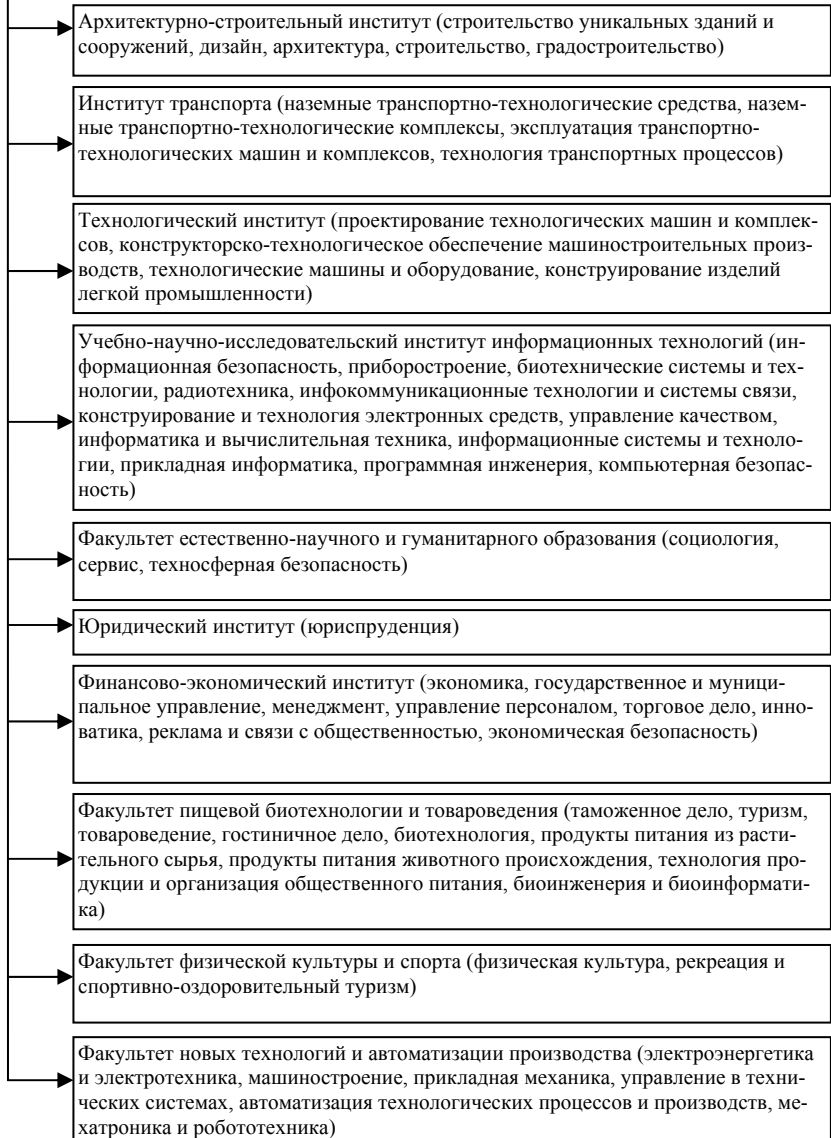 Архитектурно-строительный институт (строительство уникальных зданий и
сооружений, дизайн, архитектура, строительство, градостроительство)
Институт транспорта (наземные транспортно-технологические средства, назем-
ные транспортно-технологические комплексы, эксплуатация транспортно-
технологических машин и комплексов, технология транспортных процессов)
Технологический институт (проектирование технологических машин и комплек-
сов, конструкторско-технологическое обеспечение машиностроительных произ-
водств, технологические машины и оборудование, конструирование изделий
легкой промышленности)
Учебно-научно-исследовательский институт информационных технологий (ин-
формационная безопасность, приборостроение, биотехнические системы и тех-
нологии, радиотехника, инфокоммуникационные технологии и системы связи,
конструирование и технология электронных средств, управление качеством,
информатика и вычислительная техника, информационные системы и техноло-
гии, прикладная информатика, программная инженерия, компьютерная безопас-
ность)
Факультет естественно-научного и гуманитарного образования (социология,
сервис, техносферная безопасность)
Юридический институт (юриспруденция)
Финансово-экономический институт (экономика, государственное и муници-
пальное управление, менеджмент, управление персоналом, торговое дело, инно-
ватика, реклама и связи с общественностью, экономическая безопасность)
Факультет пищевой биотехнологии и товароведения (таможенное дело, туризм,
товароведение, гостиничное дело, биотехнология, продукты питания из расти-
тельного сырья, продукты питания животного происхождения, технология про-
дукции и организация общественного питания, биоинженерия и биоинформати-
ка)
Факультет физической культуры и спорта (физическая культура, рекреация и
спортивно-оздоровительный туризм)
Факультет новых технологий и автоматизации производства (электроэнергетика
и электротехника, машиностроение, прикладная механика, управление в техни-
ческих системах, автоматизация технологических процессов и производств, ме-
хатроника и робототехника)